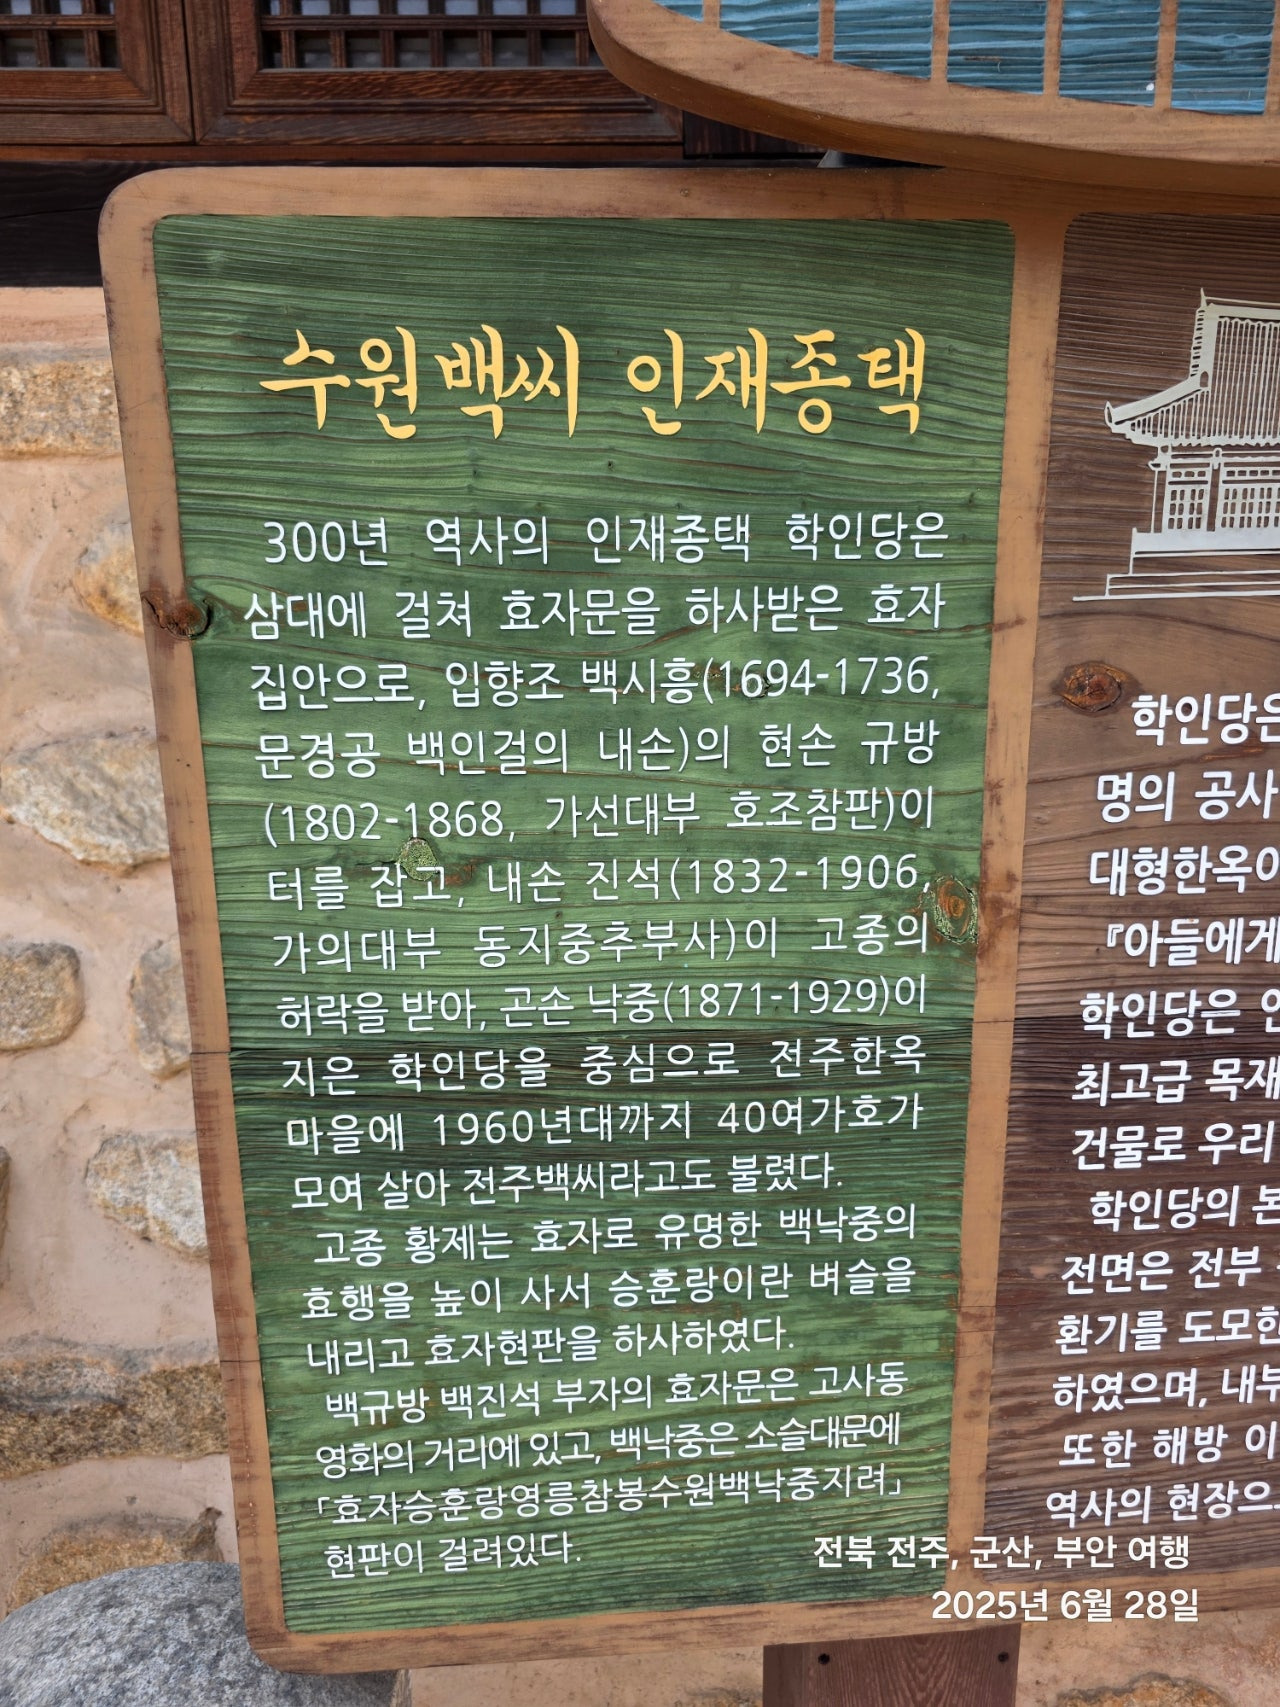 수원백씨 인재종택
300년 역사의 인재종택 학인당은
삼대에 걸쳐 효자문을 하사받은 효자
집안으로, 입향조 백시흥(1694-1736,
문경공 백인걸의 내손)의 현손 규방
(1802-1868, 가선대부 호조참판)이
터를 잡고, 내손 진석(1832-1906,
가의대부 동지중추부사)이 고종의
허락을 받아, 곤손 낙중(1871-1929)이
지은 학인당을 중심으로 전주한옥
마을에 1960년대까지 40여가호가
모여 살아 전주백씨라고도 불렸다.
고종 황제는 효자로 유명한 백낙중의
효행을 높이 사서 승훈랑이란 벼슬을
내리고 효자현판을 하사하였다.
백규방 백진석 부자의 효자문은 고사동
영화의 거리에 있고, 백낙중은 소슬대문에
「효자승훈랑영릉참봉수원백낙중지려」
현판이 걸려있다.
학인당은
명의 공사
대형한옥이
『아들에게
학인당은
최고급 목재
건물로 우리
학인당의 본
전면은 전부
환기를 도모한
하였으며, 내부
또한 해방 이
역사의 현장으
전북 전주, 군산, 부안 여행
2025년 6월 28일